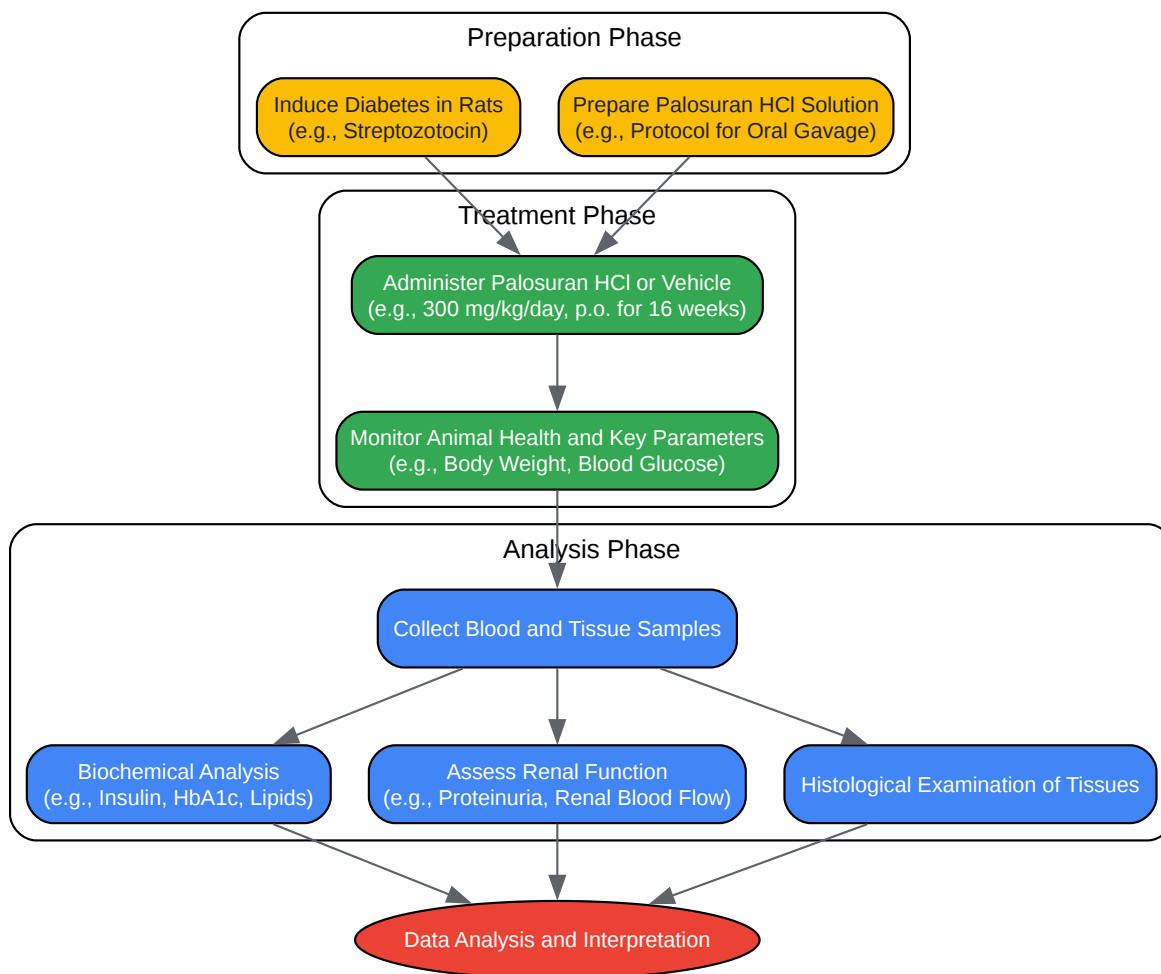 Preparation Phase
Induce Diabetes in Rats
(e.g., Streptozotocin)
Prepare Palosuran HCl Solution
(e.g., Protocol for Oral Gavage)
Treatment Phase
Administer Palosuran HCl or Vehicle
(e.g., 300 mg/kg/day, p.o. for 16 weeks)
Monitor Animal Health and Key Parameters
(e.g., Body Weight, Blood Glucose)
Analysis Phase
Collect Blood and Tissue Samples
Biochemical Analysis
(e.g., Insulin, HbA1c, Lipids)
Assess Renal Function
(e.g., Proteinuria, Renal Blood Flow)
Histological Examination of Tissues
Data Analysis and Interpretation